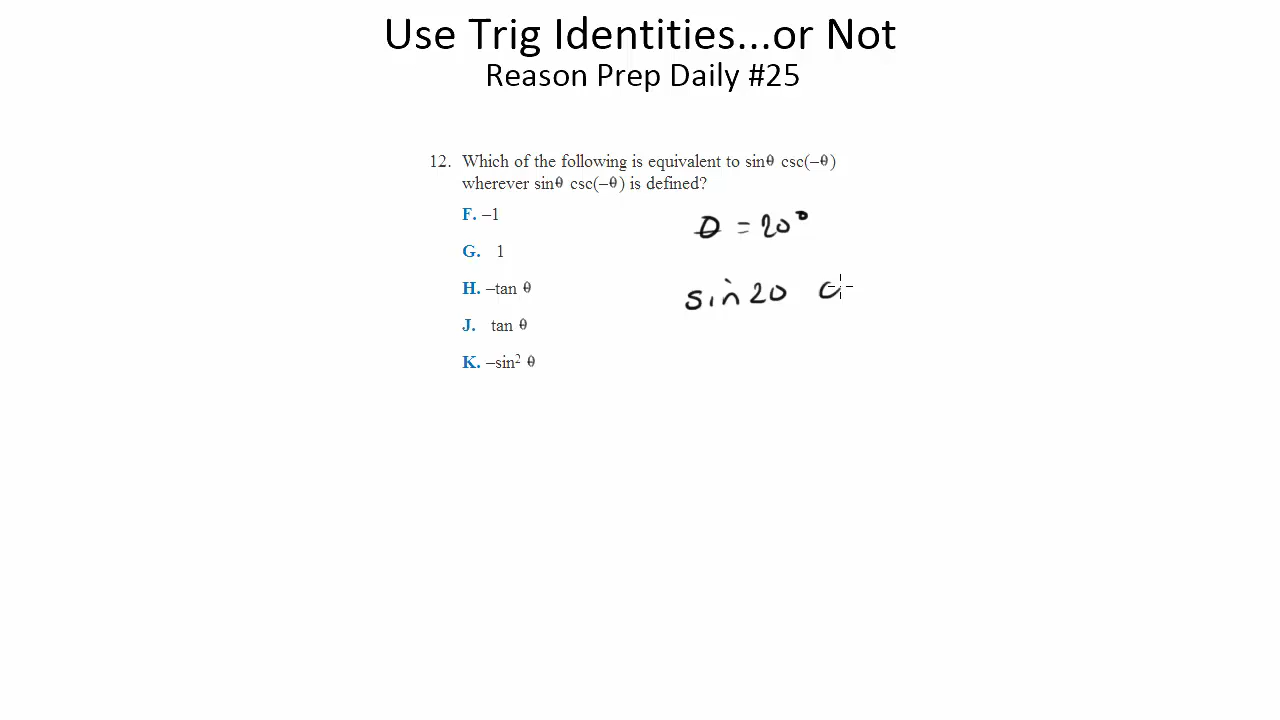 Use Trig Identities...or Not
Reason Prep Daily #25
12. Which of the following is equivalent to sinθ csc(−θ)
wherever sinθ csc(−θ) is defined?
F. −1
G. 1
H. −tan θ
J. tan θ
K. −sin² θ
θ = 20°
sin 20 c